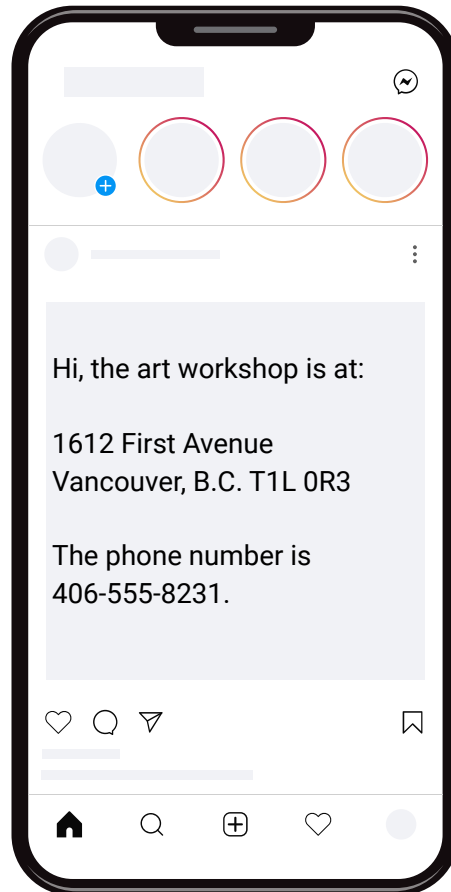 Hi, the art workshop is at:
1612 First Avenue
Vancouver, B.C. T1L 0R3
The phone number is
406-555-8231.